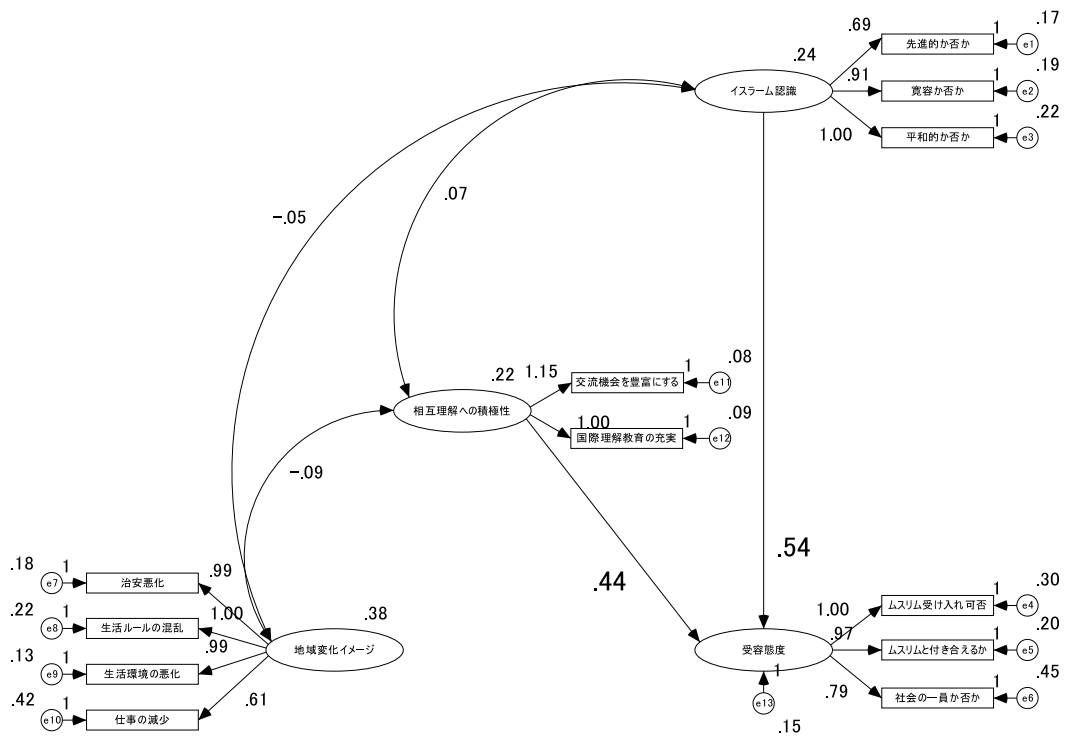 .17
.69
1
先進的か否か
e1
.24
.19
.91
1
イスラーム認識
寛容か否か
e2
.22
1
1.00
平和的か否か
e3
.07
-.05
.08
.22
1.15
1
交流機会を豊富にする
e11
相互理解への積極性
.09
1.00
1
国際理解教育の充実
e12
-.09
.54
.44
.18
1
.99
e7
治安悪化
.22
1
1.00
.38
e8
生活ルールの混乱
.99
地域変化イメージ
.13
1
e9
生活環境の悪化
.42
1
.61
e10
仕事の減少
.30
1.00
1
ムスリム受け入れ可否
e4
.20
.97
1
受容態度
ムスリムと付き合えるか
e5
.45
1
.79
社会の一員か否か
e6
1
e13
.15